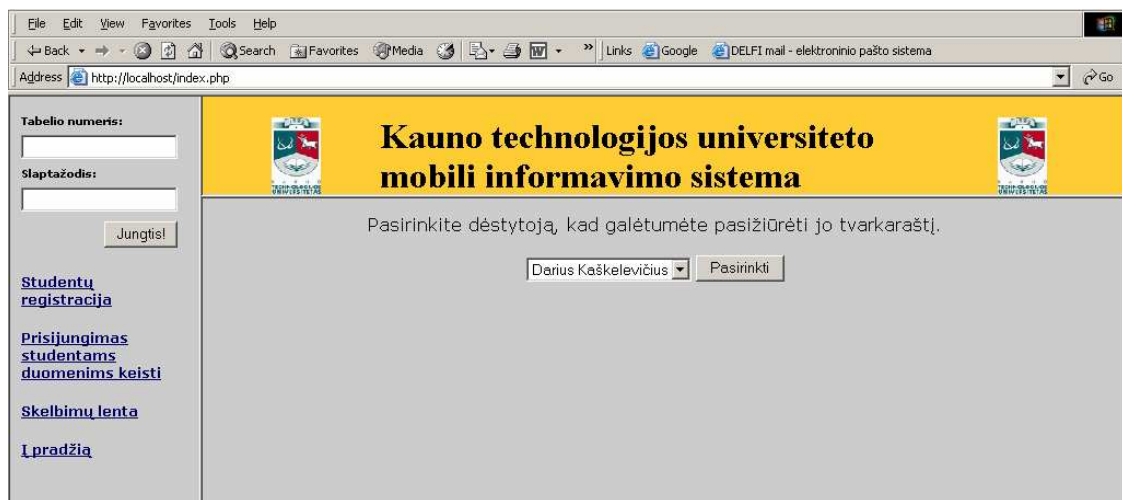 File Edit View Favorites Tools Help
Back Search Favorites Media Links Google DELFI mail - elektroninio pašto sistema
Address http://localhost/index.php Go
Tabelio numeris:
Slaptažodis:
Jungtis!
Studentų
registracija
Prisijungimas
studentams
duomenims keisti
Skelbimų lenta
Į pradžią
Kauno technologijos universiteto
mobili informavimo sistema
Pasirinkite dėstytoją, kad galėtumėte pasižiūrėti jo tvarkaraštį.
Darius Kaškelevičius Pasirinkti